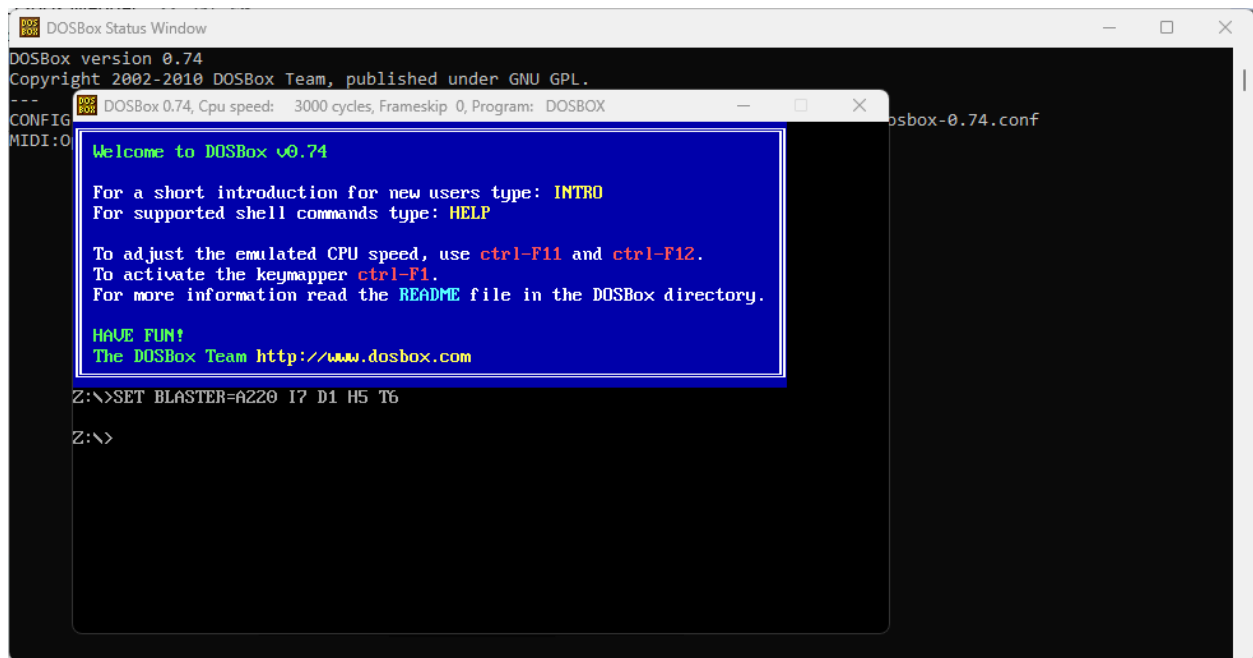 DOSBox Status Window
DOSBox version 0.74
Copyright 2002-2010 DOSBox Team, published under GNU GPL.
---
DOSBox 0.74, Cpu speed: 3000 cycles, Frameskip 0, Program: DOSBOX
CONFIG
osbox-0.74.conf
MIDI:O
Welcome to DOSBox v0.74
For a short introduction for new users type: INTRO
For supported shell commands type: HELP
To adjust the emulated CPU speed, use ctrl-F11 and ctrl-F12.
To activate the keymapper ctrl-F1.
For more information read the README file in the DOSBox directory.
HAVE FUN!
The DOSBox Team http://www.dosbox.com
Z:\>SET BLASTER=A220 I7 D1 H5 T6
Z:\>